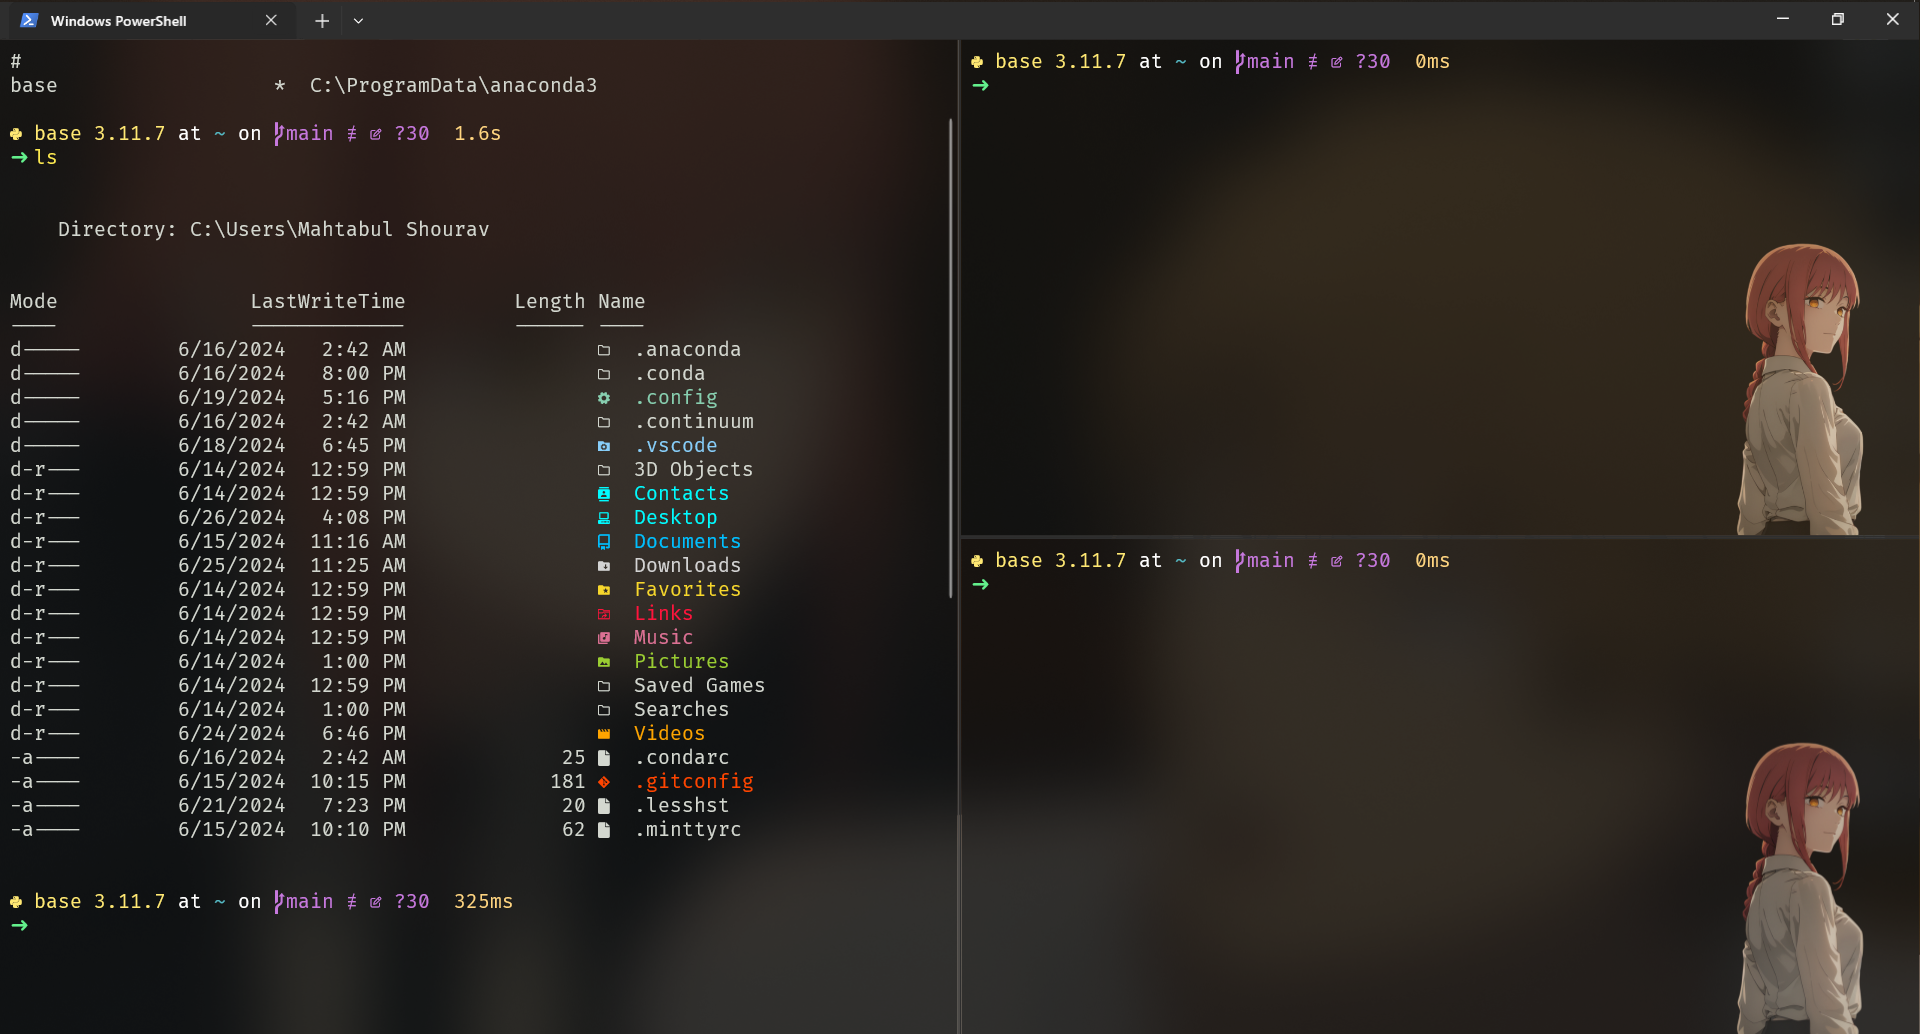 Windows PowerShell
#
base * C:\ProgramData\anaconda3
base 3.11.7 at ~ on main ≢ ?30 1.6s
➜ ls
Directory: C:\Users\Mahtabul Shourav
Mode LastWriteTime Length Name
---- ------------- ------ ----
d----- 6/16/2024 2:42 AM .anaconda
d----- 6/16/2024 8:00 PM .conda
d----- 6/19/2024 5:16 PM .config
d----- 6/16/2024 2:42 AM .continuum
d----- 6/18/2024 6:45 PM .vscode
d-r--- 6/14/2024 12:59 PM 3D Objects
d-r--- 6/14/2024 12:59 PM Contacts
d-r--- 6/26/2024 4:08 PM Desktop
d-r--- 6/15/2024 11:16 AM Documents
d-r--- 6/25/2024 11:25 AM Downloads
d-r--- 6/14/2024 12:59 PM Favorites
d-r--- 6/14/2024 12:59 PM Links
d-r--- 6/14/2024 12:59 PM Music
d-r--- 6/14/2024 1:00 PM Pictures
d-r--- 6/14/2024 12:59 PM Saved Games
d-r--- 6/14/2024 1:00 PM Searches
d-r--- 6/24/2024 6:46 PM Videos
-a---- 6/16/2024 2:42 AM 25 .condarc
-a---- 6/15/2024 10:15 PM 181 .gitconfig
-a---- 6/21/2024 7:23 PM 20 .lesshst
-a---- 6/15/2024 10:10 PM 62 .minttyrc
base 3.11.7 at ~ on main ≢ ?30 325ms
➜
base 3.11.7 at ~ on main ≢ ?30 0ms
➜
base 3.11.7 at ~ on main ≢ ?30 0ms
➜